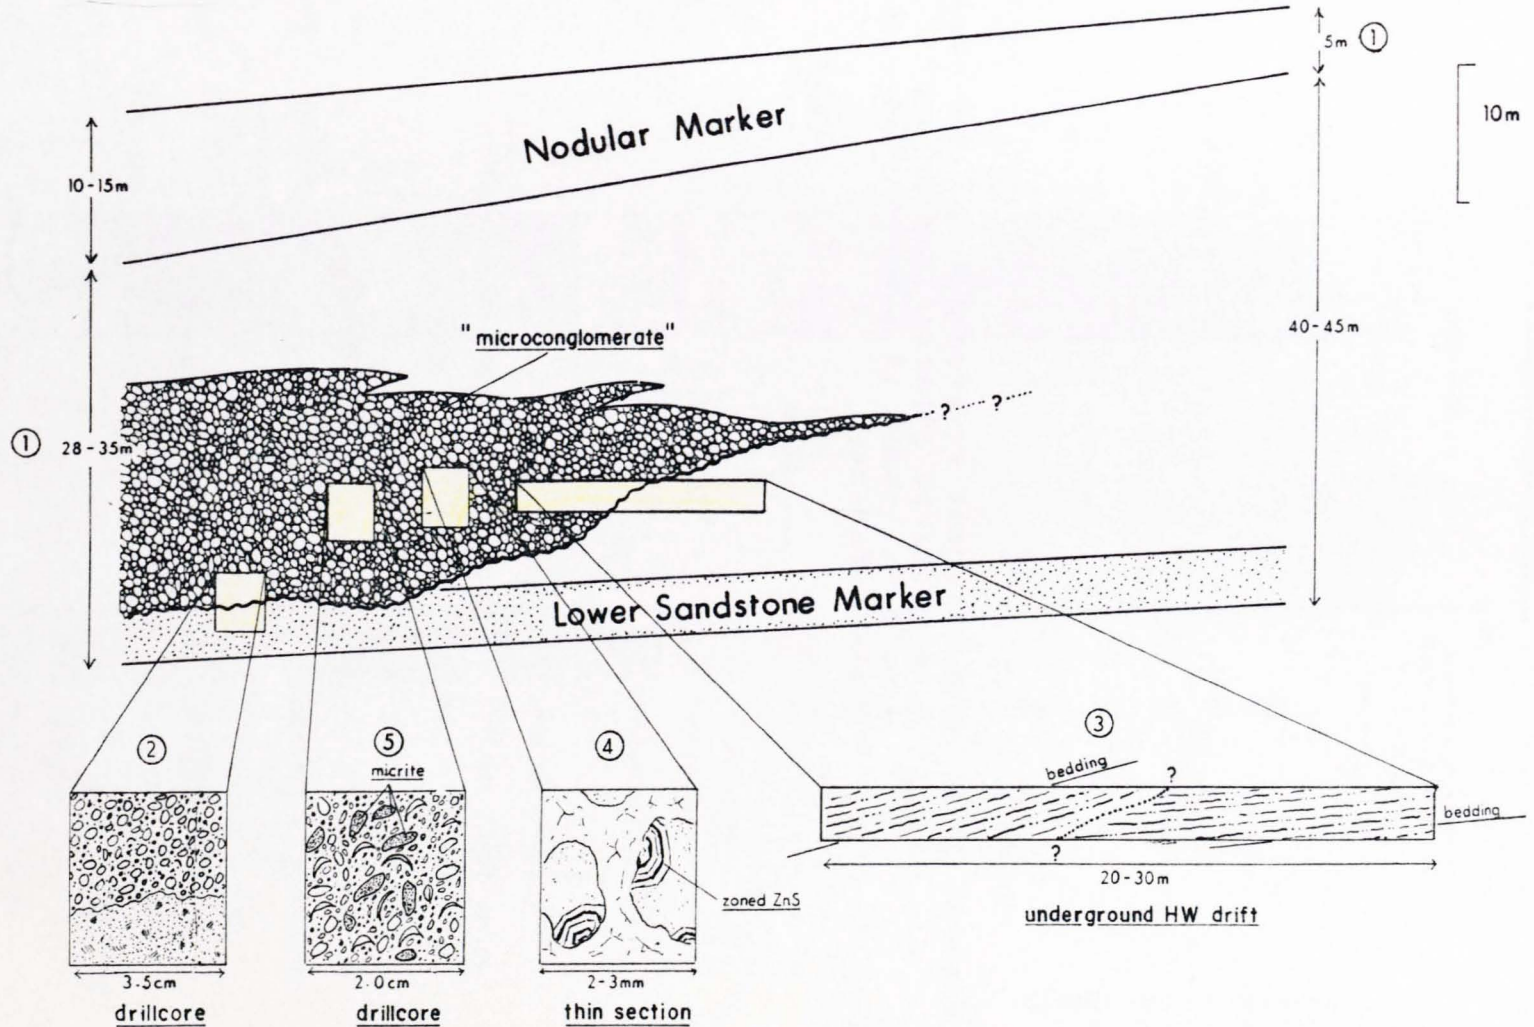 5m ①
10m
Nodular Marker
10-15m
40-45m
"microconglomerate"
? ?
① 28-35m
Lower Sandstone Marker
②
⑤
micrite
④
③
bedding
?
bedding
?
zoned ZnS
20-30m
underground HW drift
3-5cm
drillcore
2·0cm
drillcore
2-3mm
thin section